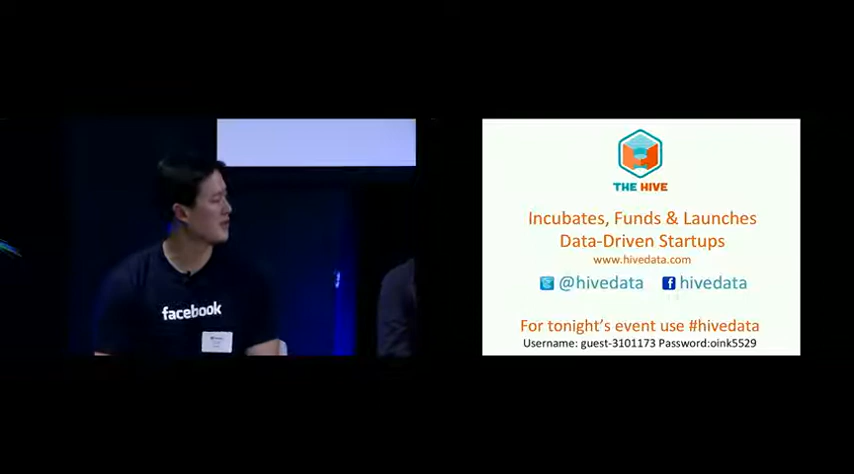 facebook
THE HIVE
Incubates, Funds & Launches
Data-Driven Startups
www.hivedata.com
@hivedata hivedata
For tonight's event use #hivedata
Username: guest-3101173 Password:oink5529